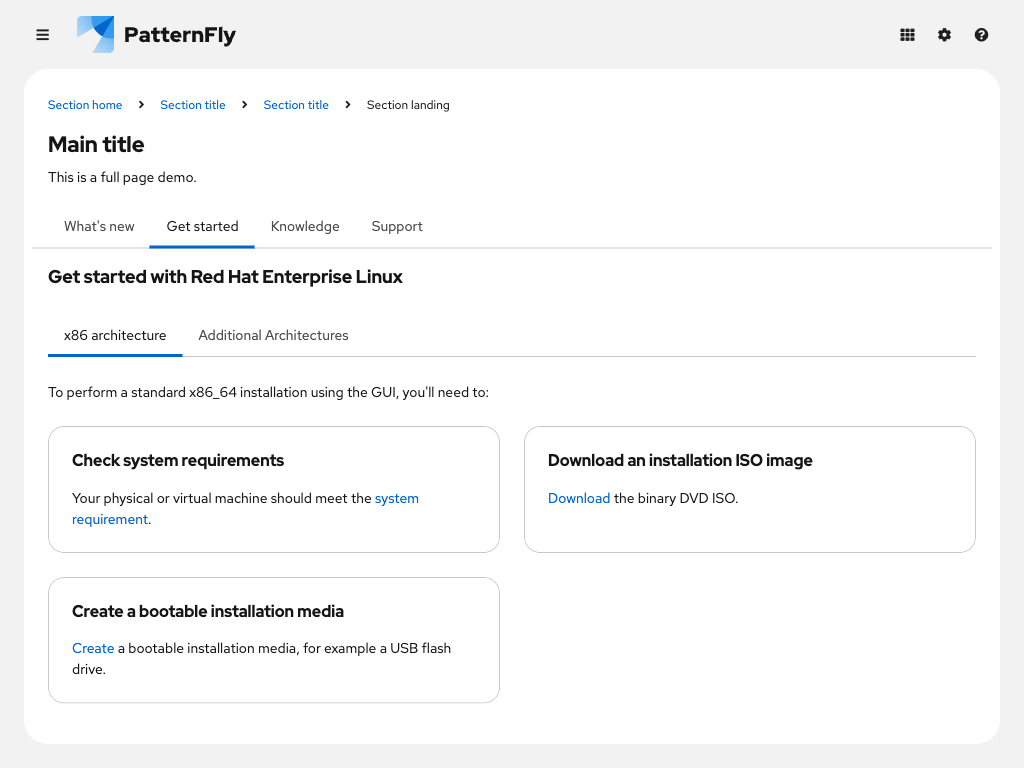 PatternFly
Section home
Section title
Section title
Section landing
Main title
This is a full page demo.
What's new
Get started
Knowledge
Support
Get started with Red Hat Enterprise Linux
x86 architecture
Additional Architectures
To perform a standard x86_64 installation using the GUI, you'll need to:
Check system requirements
Your physical or virtual machine should meet the system
requirement.
Download an installation ISO image
Download the binary DVD ISO.
Create a bootable installation media
Create a bootable installation media, for example a USB flash
drive.